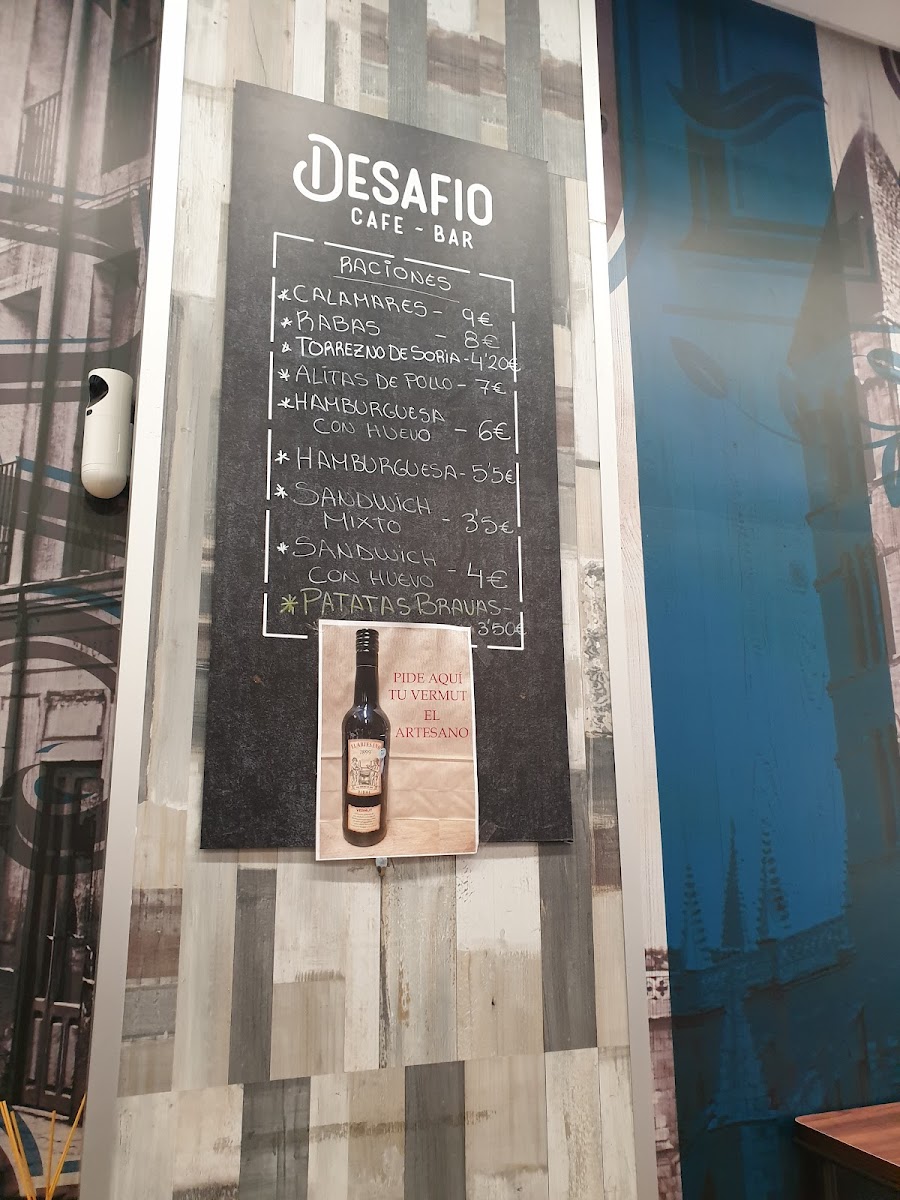 DESAFIO
CAFE - BAR
RACIONES
* CALAMARES - 9€
* RABAS - 8€
* TORREZNO DE SORIA - 4'20€
* ALITAS DE POLLO - 7€
* HAMBURGUESA
CON HUEVO - 6€
* HAMBURGUESA - 5'5€
* SANDWICH
MIXTO - 3'5€
* SANDWICH
CON HUEVO - 4€
* PATATAS BRAVAS -
3'50€
PIDE AQUÍ
TU VERMUT
EL
ARTESANO